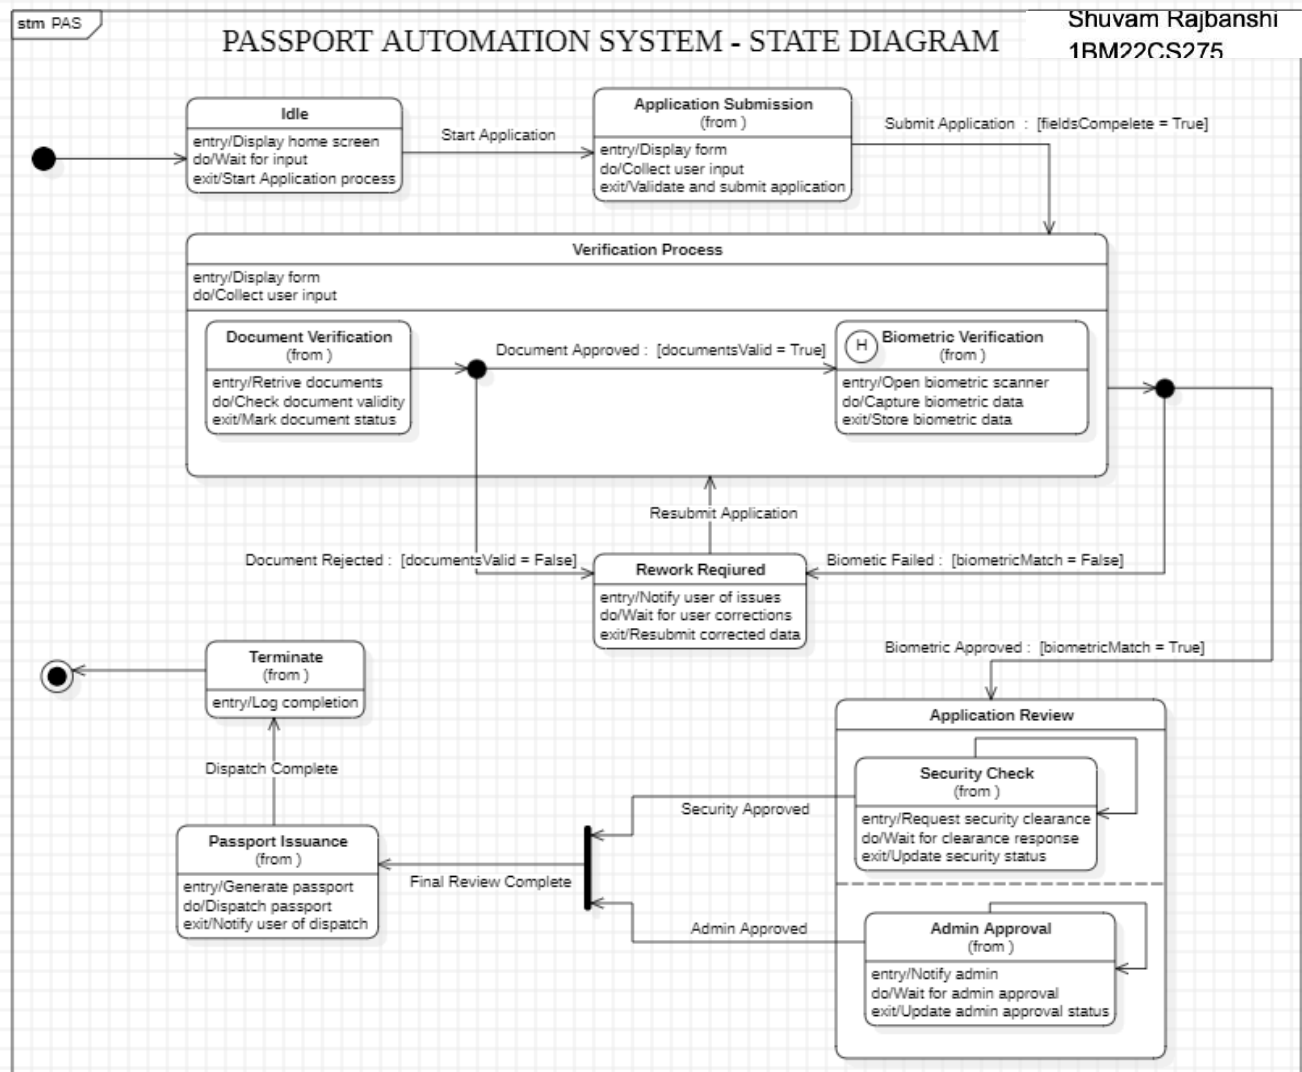 stm PAS
Shuvam Rajbanshi
1BM22CS275
PASSPORT AUTOMATION SYSTEM - STATE DIAGRAM
Idle
entry/Display home screen
do/Wait for input
exit/Start Application process
Start Application
Application Submission
(from )
entry/Display form
do/Collect user input
exit/Validate and submit application
Submit Application : [fieldsCompelete = True]
Verification Process
entry/Display form
do/Collect user input
Document Verification
(from )
entry/Retrive documents
do/Check document validity
exit/Mark document status
Document Approved : [documentsValid = True]
H
Biometric Verification
(from )
entry/Open biometric scanner
do/Capture biometric data
exit/Store biometric data
Resubmit Application
Document Rejected : [documentsValid = False]
Rework Reqiured
entry/Notify user of issues
do/Wait for user corrections
exit/Resubmit corrected data
Biometic Failed : [biometricMatch = False]
Biometric Approved : [biometricMatch = True]
Terminate
(from )
entry/Log completion
Dispatch Complete
Application Review
Security Check
(from )
entry/Request security clearance
do/Wait for clearance response
exit/Update security status
Security Approved
Passport Issuance
(from )
entry/Generate passport
do/Dispatch passport
exit/Notify user of dispatch
Final Review Complete
Admin Approved
Admin Approval
(from )
entry/Notify admin
do/Wait for admin approval
exit/Update admin approval status